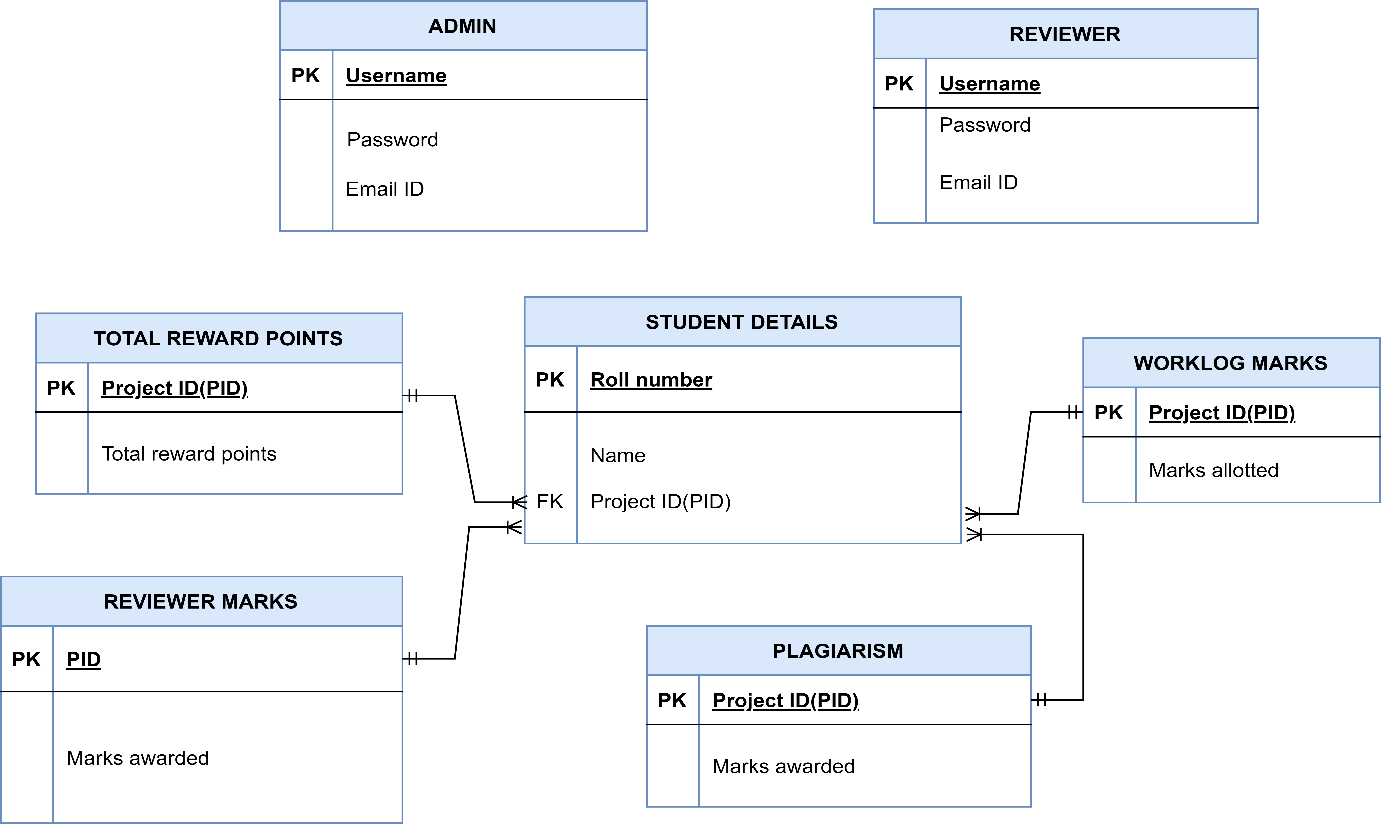 ADMIN
PK Username
Password
Email ID
REVIEWER
PK Username
Password
Email ID
TOTAL REWARD POINTS
PK Project ID(PID)
Total reward points
STUDENT DETAILS
PK Roll number
Name
FK Project ID(PID)
WORKLOG MARKS
PK Project ID(PID)
Marks allotted
REVIEWER MARKS
PK PID
Marks awarded
PLAGIARISM
PK Project ID(PID)
Marks awarded